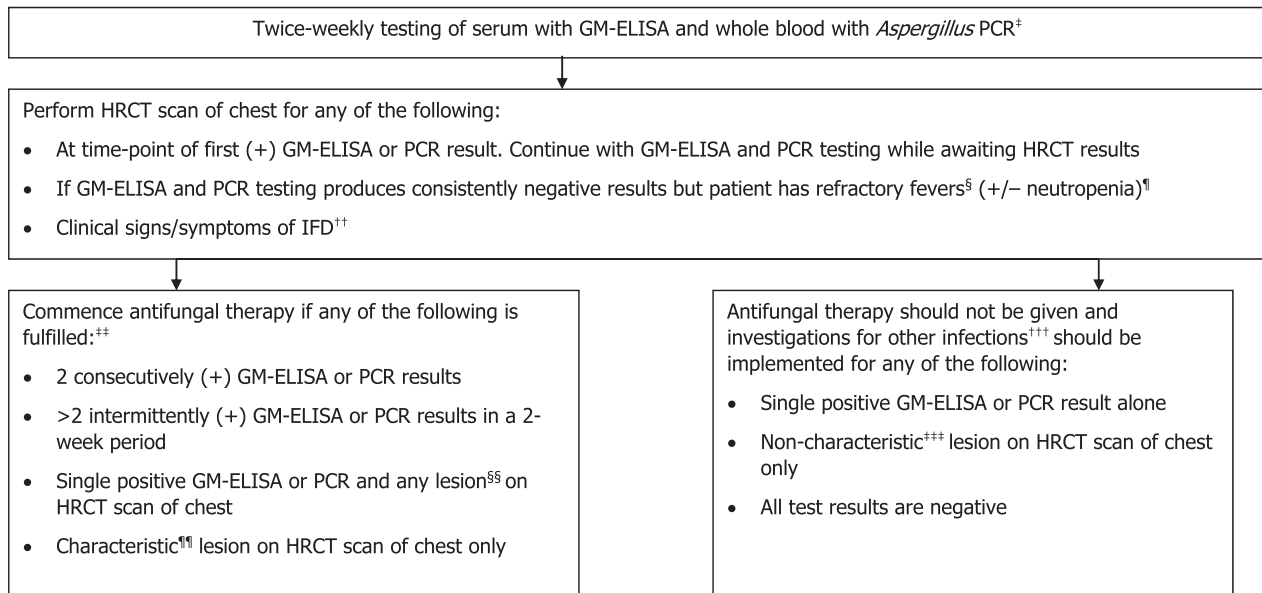 Twice-weekly testing of serum with GM-ELISA and whole blood with Aspergillus PCR‡
Perform HRCT scan of chest for any of the following:
• At time-point of first (+) GM-ELISA or PCR result. Continue with GM-ELISA and PCR testing while awaiting HRCT results
• If GM-ELISA and PCR testing produces consistently negative results but patient has refractory fevers§ (+/– neutropenia)¶
• Clinical signs/symptoms of IFD††
Commence antifungal therapy if any of the following is
fulfilled:‡‡
• 2 consecutively (+) GM-ELISA or PCR results
• >2 intermittently (+) GM-ELISA or PCR results in a 2-
week period
• Single positive GM-ELISA or PCR and any lesion§§ on
HRCT scan of chest
• Characteristic¶¶ lesion on HRCT scan of chest only
Antifungal therapy should not be given and
investigations for other infections††† should be
implemented for any of the following:
• Single positive GM-ELISA or PCR result alone
• Non-characteristic‡‡‡ lesion on HRCT scan of chest
only
• All test results are negative